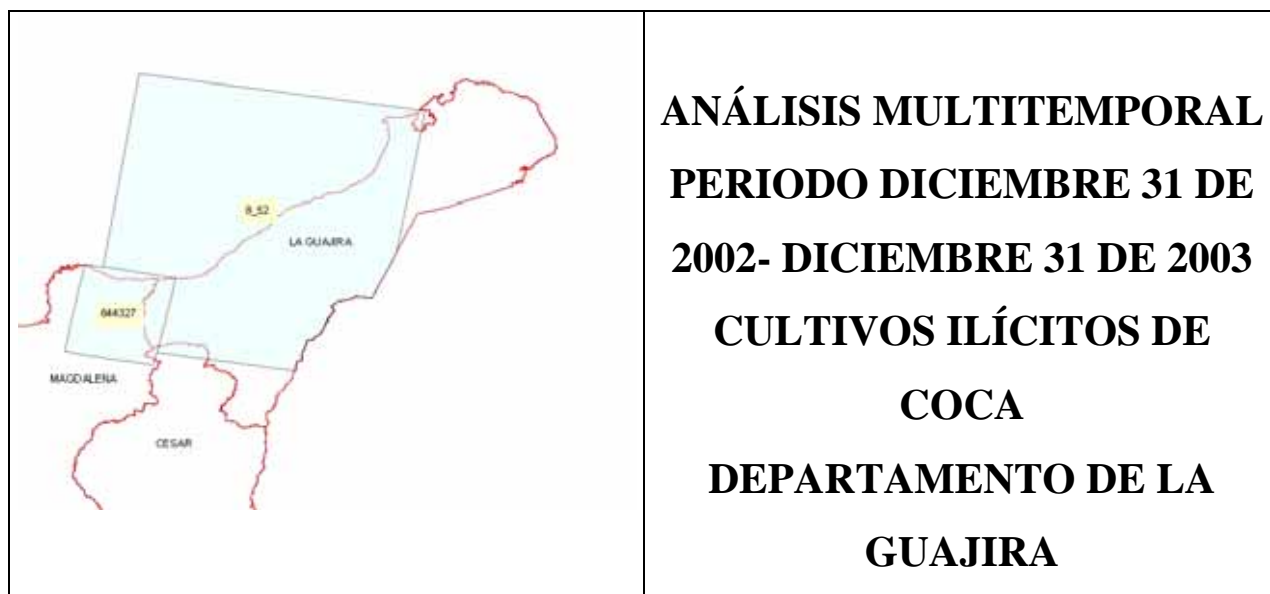 8_52
LA GUAJIRA
644327
MAGDALENA
CESAR
ANÁLISIS MULTITEMPORAL
PERIODO DICIEMBRE 31 DE
2002- DICIEMBRE 31 DE 2003
CULTIVOS ILÍCITOS DE
COCA
DEPARTAMENTO DE LA
GUAJIRA